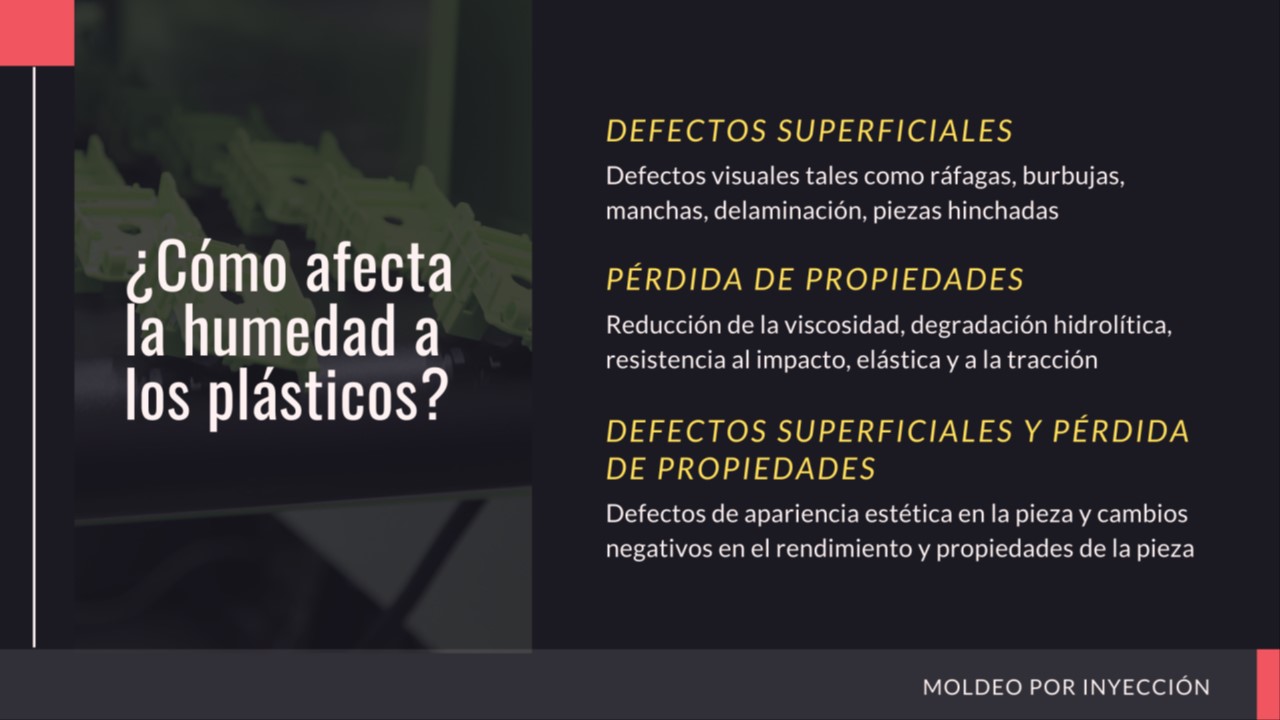 ¿Cómo afecta
la humedad a
los plásticos?
DEFECTOS SUPERFICIALES
Defectos visuales tales como ráfagas, burbujas,
manchas, delaminación, piezas hinchadas
PÉRDIDA DE PROPIEDADES
Reducción de la viscosidad, degradación hidrolítica,
resistencia al impacto, elástica y a la tracción
DEFECTOS SUPERFICIALES Y PÉRDIDA
DE PROPIEDADES
Defectos de apariencia estética en la pieza y cambios
negativos en el rendimiento y propiedades de la pieza
MOLDEO POR INYECCIÓN